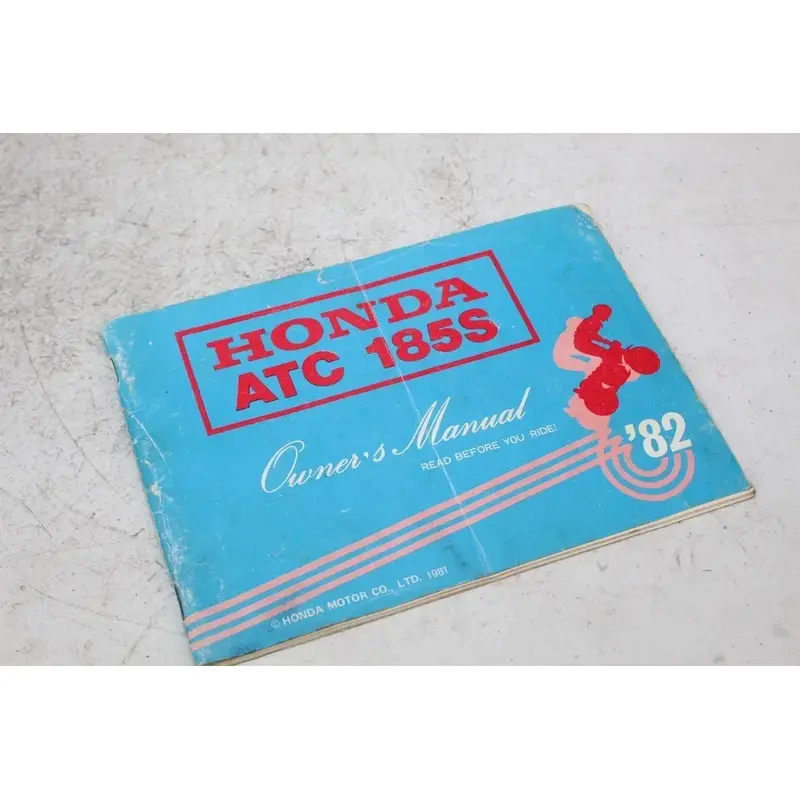 HONDA
ATC 185S
Owner's Manual
READ BEFORE YOU RIDE!
'82
© HONDA MOTOR CO., LTD. 1981